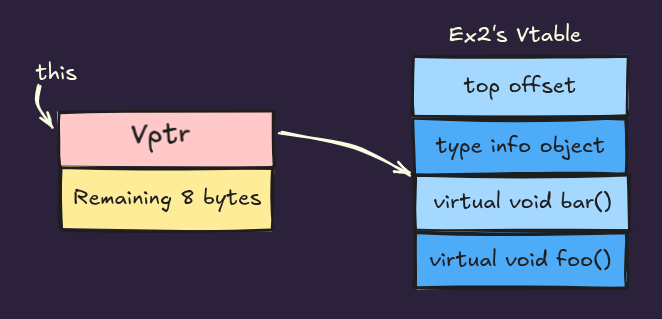 Ex2's Vtable
this
top offset
Vptr
type info object
Remaining 8 bytes
virtual void bar()
virtual void foo()